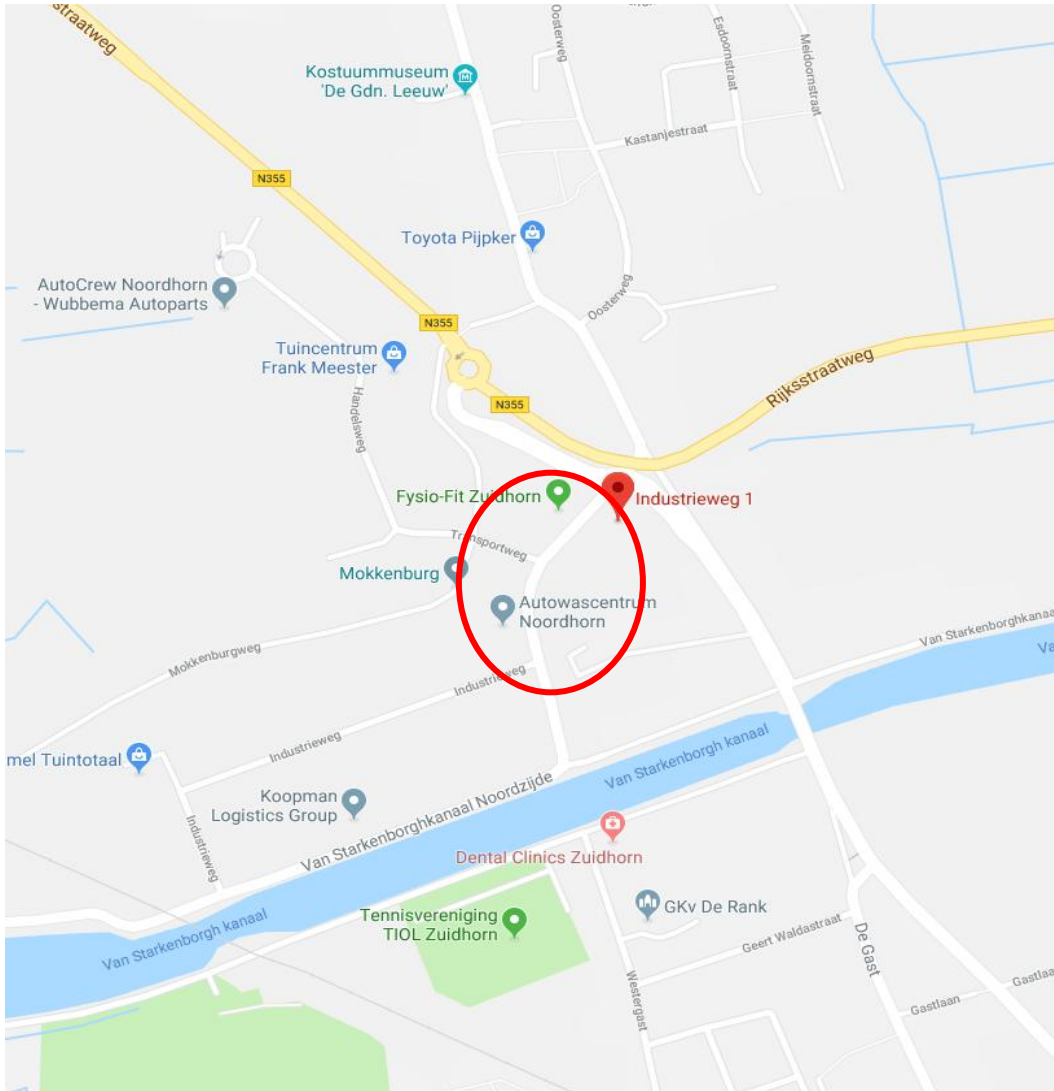 straatweg
Oosterweg
Esdoornstraat
Meidoornstraat
Kostuummuseum
'De Gdn. Leeuw'
Kastanjestraat
N355
Toyota Pijpker
AutoCrew Noordhorn
- Wubbema Autoparts
Oosterweg
N355
Tuincentrum
Frank Meester
Rijksstraatweg
Handelsweg
N355
Fysio-Fit Zuidhorn
Industrieweg 1
Transportweg
Mokkenburg
Autowascentrum
Noordhorn
Van Starkenborghkanaa
Va
Mokkenburgweg
Industrieweg
Industrieweg
mel Tuintotaal
Van Starkenborgh kanaal
Koopman
Logistics Group
Van Starkenborghkanaal Noordzijde
Industrieweg
Dental Clinics Zuidhorn
GKv De Rank
Tennisvereniging
TIOL Zuidhorn
Geert Waldastraat
De Gast
Van Starkenborgh kanaal
Westergast
Gastlaan
Gastlaa